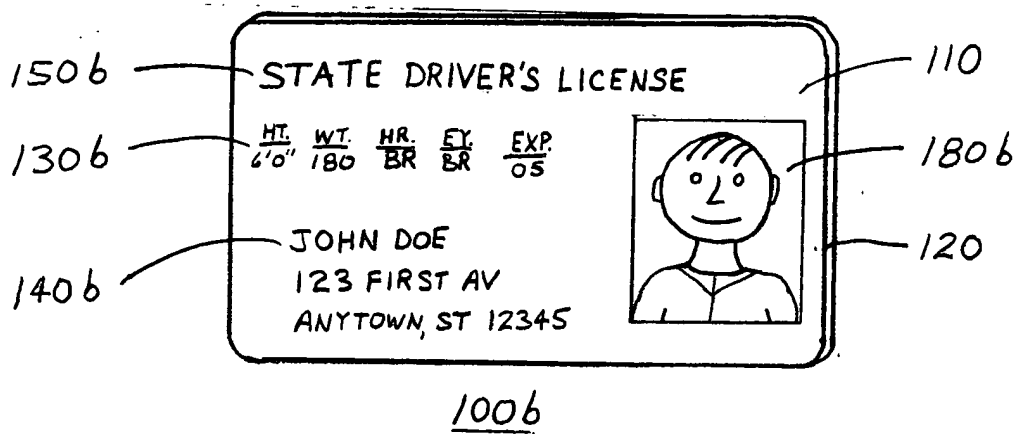 150b STATE DRIVER'S LICENSE 110
130b HT. WT. HR. EY. EXP. 180b
6'0" 180 BR BR 05
JOHN DOE 120
140b 123 FIRST AV
ANYTOWN, ST 12345
100b